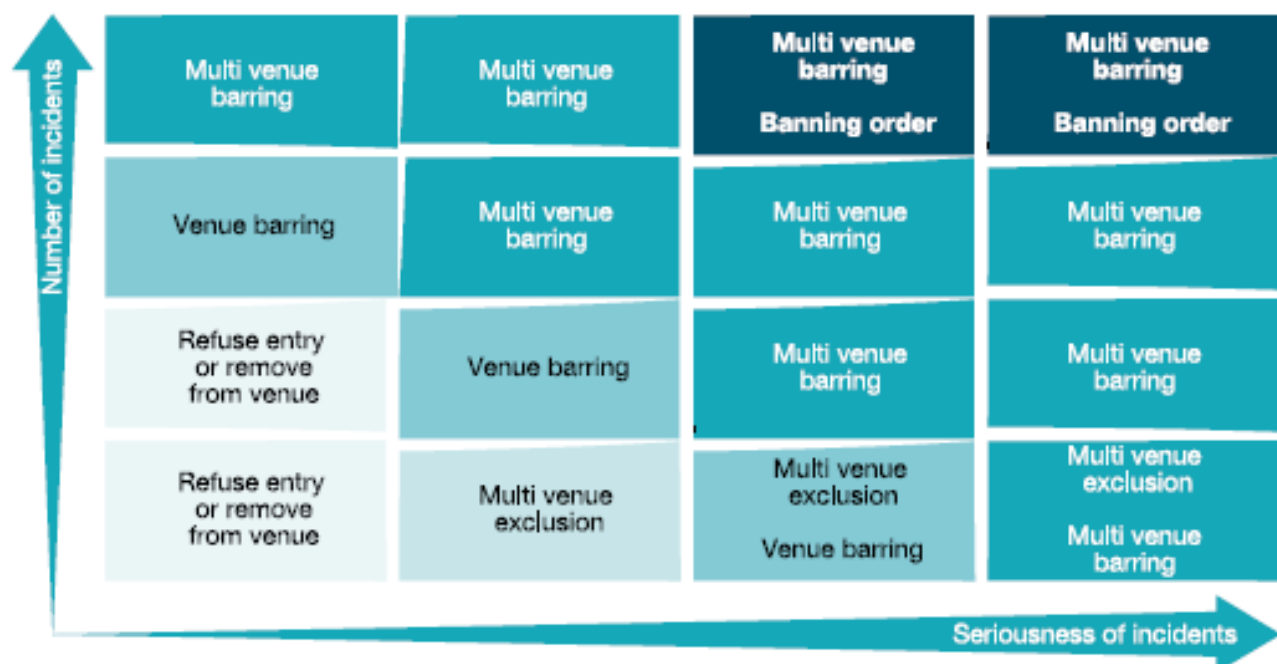 Number of incidents
Multi venue
barring
Multi venue
barring
Multi venue
barring
Banning order
Multi venue
barring
Banning order
Venue barring
Multi venue
barring
Multi venue
barring
Multi venue
barring
Refuse entry
or remove
from venue
Venue barring
Multi venue
barring
Multi venue
barring
Refuse entry
or remove
from venue
Multi venue
exclusion
Multi venue
exclusion
Venue barring
Multi venue
exclusion
Multi venue
barring
Seriousness of incidents